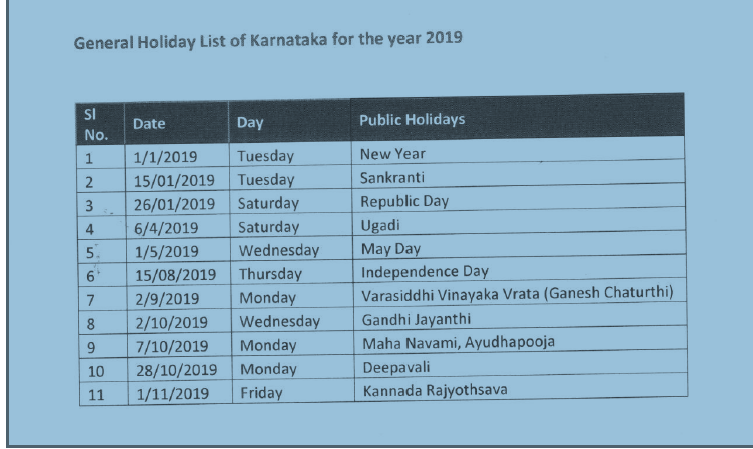 General Holiday List of Karnataka for the year 2019
Sl No. Date Day Public Holidays
1 1/1/2019 Tuesday New Year
2 15/01/2019 Tuesday Sankranti
3 26/01/2019 Saturday Republic Day
4 6/4/2019 Saturday Ugadi
5 1/5/2019 Wednesday May Day
6 15/08/2019 Thursday Independence Day
7 2/9/2019 Monday Varasiddhi Vinayaka Vrata (Ganesh Chaturthi)
8 2/10/2019 Wednesday Gandhi Jayanthi
9 7/10/2019 Monday Maha Navami, Ayudhapooja
10 28/10/2019 Monday Deepavali
11 1/11/2019 Friday Kannada Rajyothsava